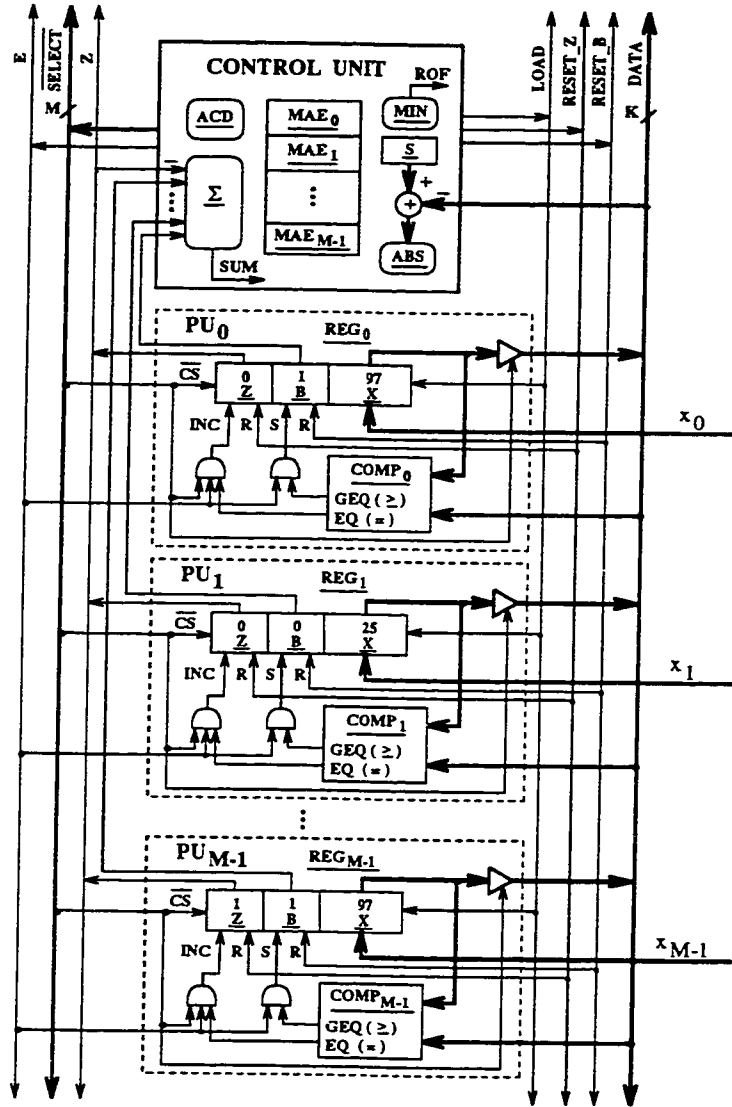 E
SELECT
M
Z
LOAD
RESET_Z
RESET_B
DATA
K
CONTROL UNIT
ROF
ACD
MAE0
MIN
MAE1
S
Σ
+
−
+
−
⋮
ABS
MAEM-1
SUM
PU0
REG0
CS
0
Z
1
B
97
X
INC
R
S
R
x0
COMP0
GEQ (≥)
EQ (=)
PU1
REG1
CS
0
Z
0
B
25
X
INC
R
S
R
x1
COMP1
GEQ (≥)
EQ (=)
⋮
PUM-1
REGM-1
CS
1
Z
1
B
97
X
INC
R
S
R
xM-1
COMPM-1
GEQ (≥)
EQ (=)